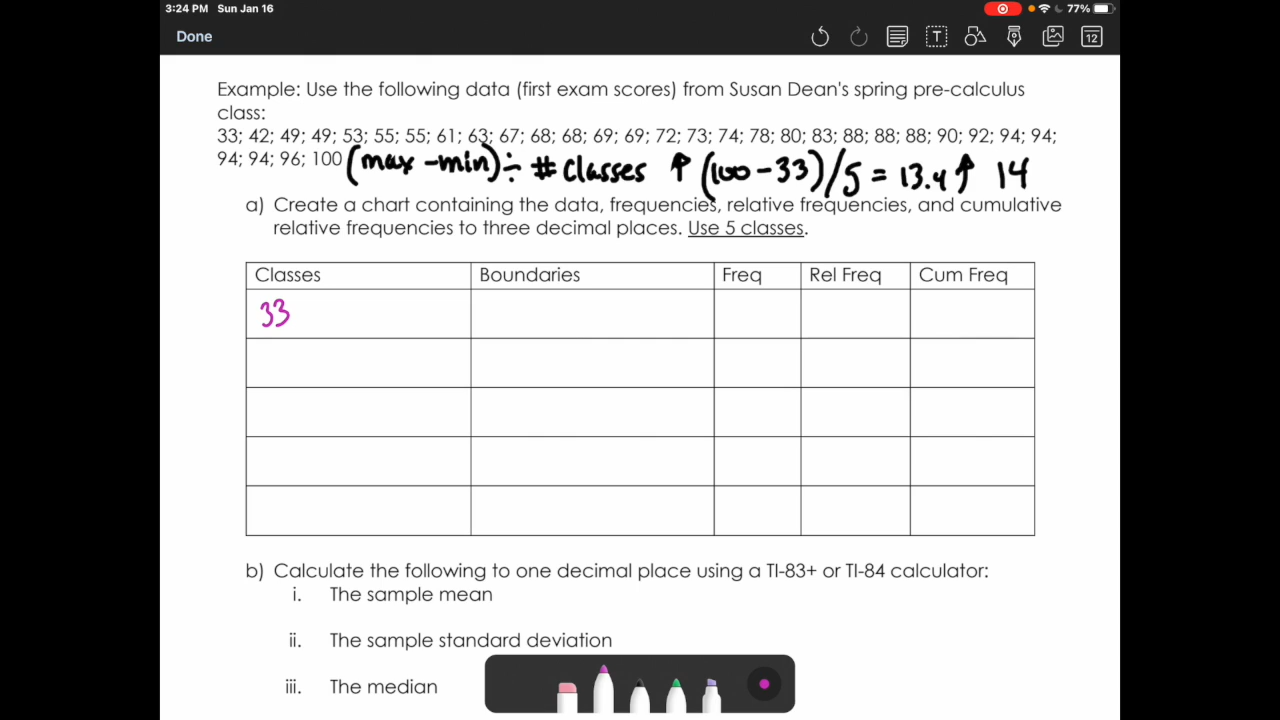 3:24 PM Sun Jan 16 77%
Done 12
Example: Use the following data (first exam scores) from Susan Dean's spring pre-calculus
class:
33; 42; 49; 49; 53; 55; 55; 61; 63; 67; 68; 68; 69; 69; 72; 73; 74; 78; 80; 83; 88; 88; 88; 90; 92; 94; 94;
94; 94; 96; 100 (max - min) ÷ # classes ↑ (100 - 33)/5 = 13.4 ↑ 14
a) Create a chart containing the data, frequencies, relative frequencies, and cumulative
relative frequencies to three decimal places. Use 5 classes.
Classes Boundaries Freq Rel Freq Cum Freq
33
b) Calculate the following to one decimal place using a TI-83+ or TI-84 calculator:
i. The sample mean
ii. The sample standard deviation
iii. The median